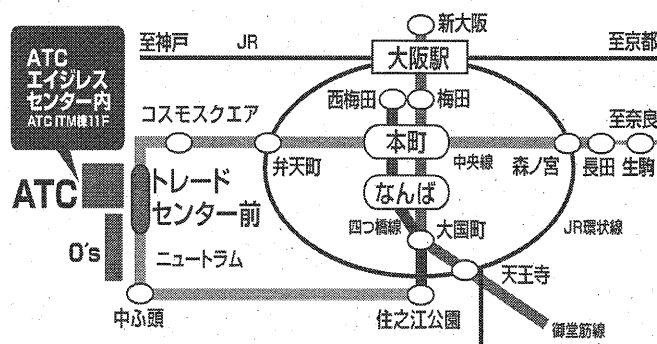 新大阪
至神戸
JR
大阪駅
至京都
ATC
エイジレス
センター内
ATC ITM棟11F
西梅田
梅田
コスモスクエア
至奈良
本町
弁天町
中央線
森ノ宮
長田
生駒
ATC
トレード
センター前
なんば
四つ橋線
大国町
JR環状線
O's
ニュートラム
天王寺
中ふ頭
住之江公園
御堂筋線